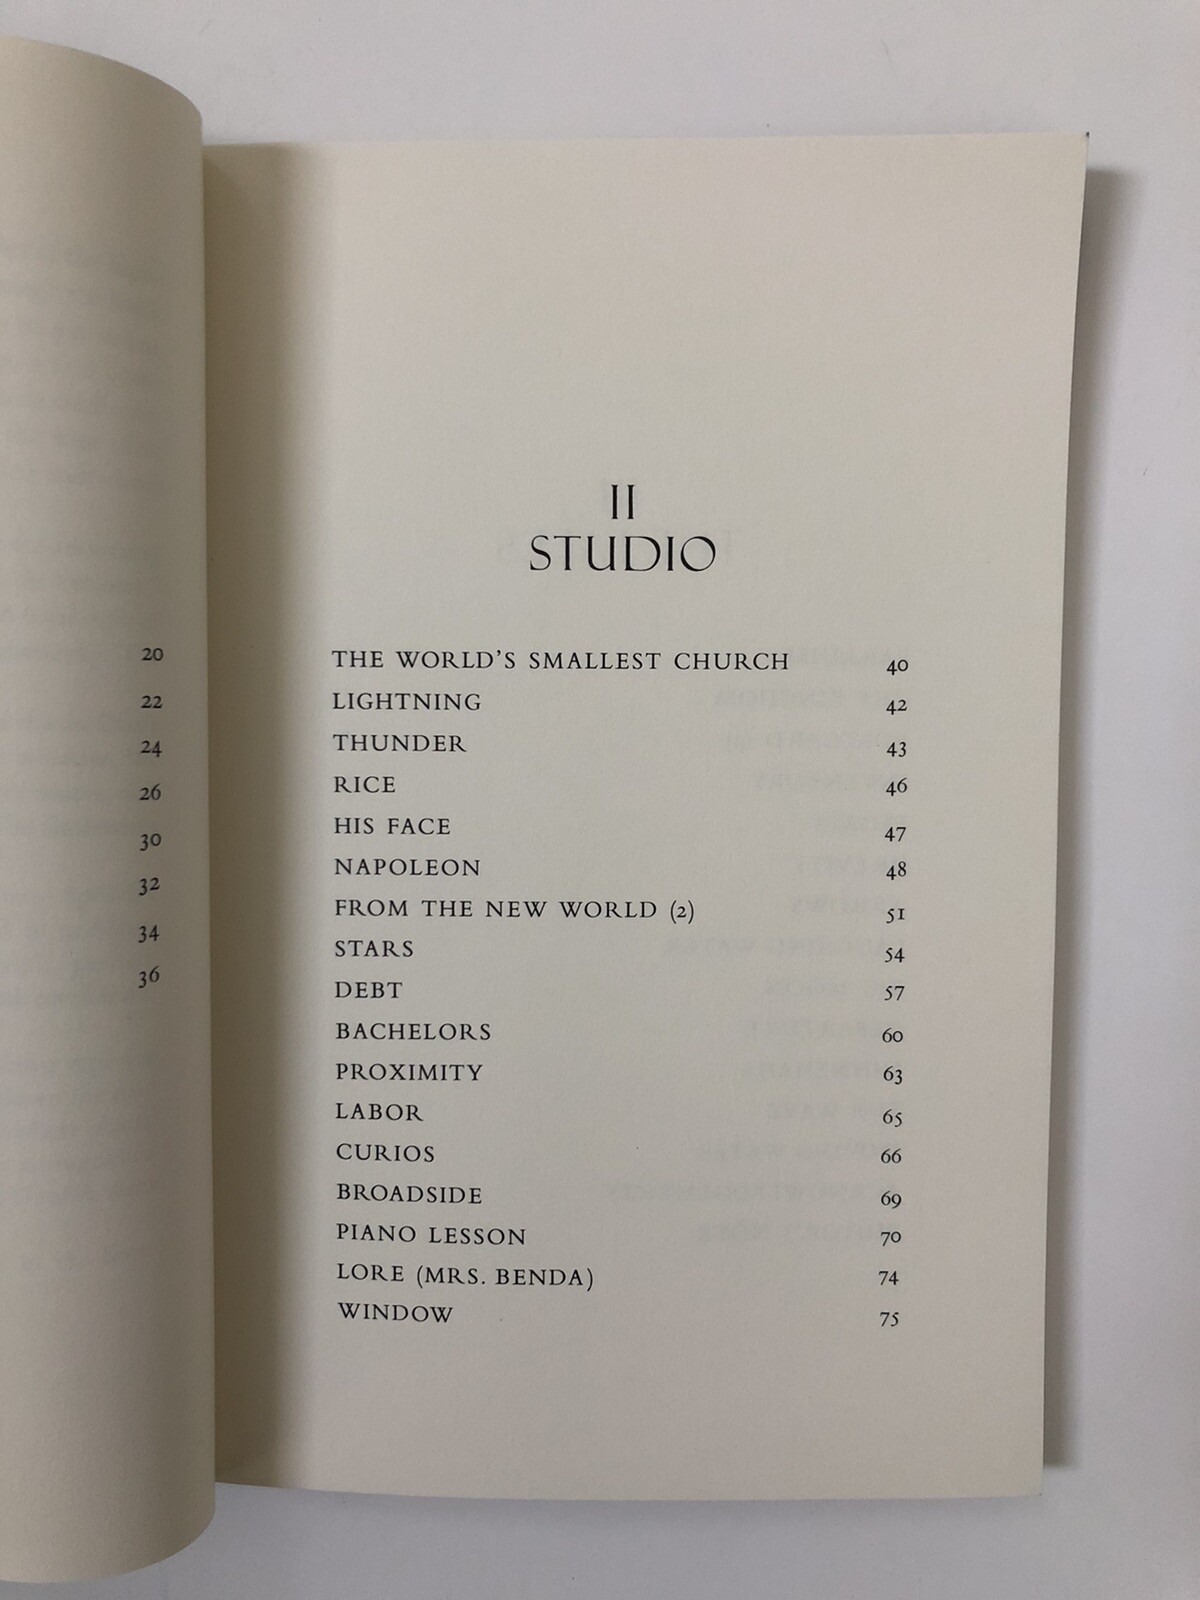 20
22
24
26
30
32
34
36
II
STUDIO
THE WORLD'S SMALLEST CHURCH 40
LIGHTNING 42
THUNDER 43
RICE 46
HIS FACE 47
NAPOLEON 48
FROM THE NEW WORLD (2) 51
STARS 54
DEBT 57
BACHELORS 60
PROXIMITY 63
LABOR 65
CURIOS 66
BROADSIDE 69
PIANO LESSON 70
LORE (MRS. BENDA) 74
WINDOW 75